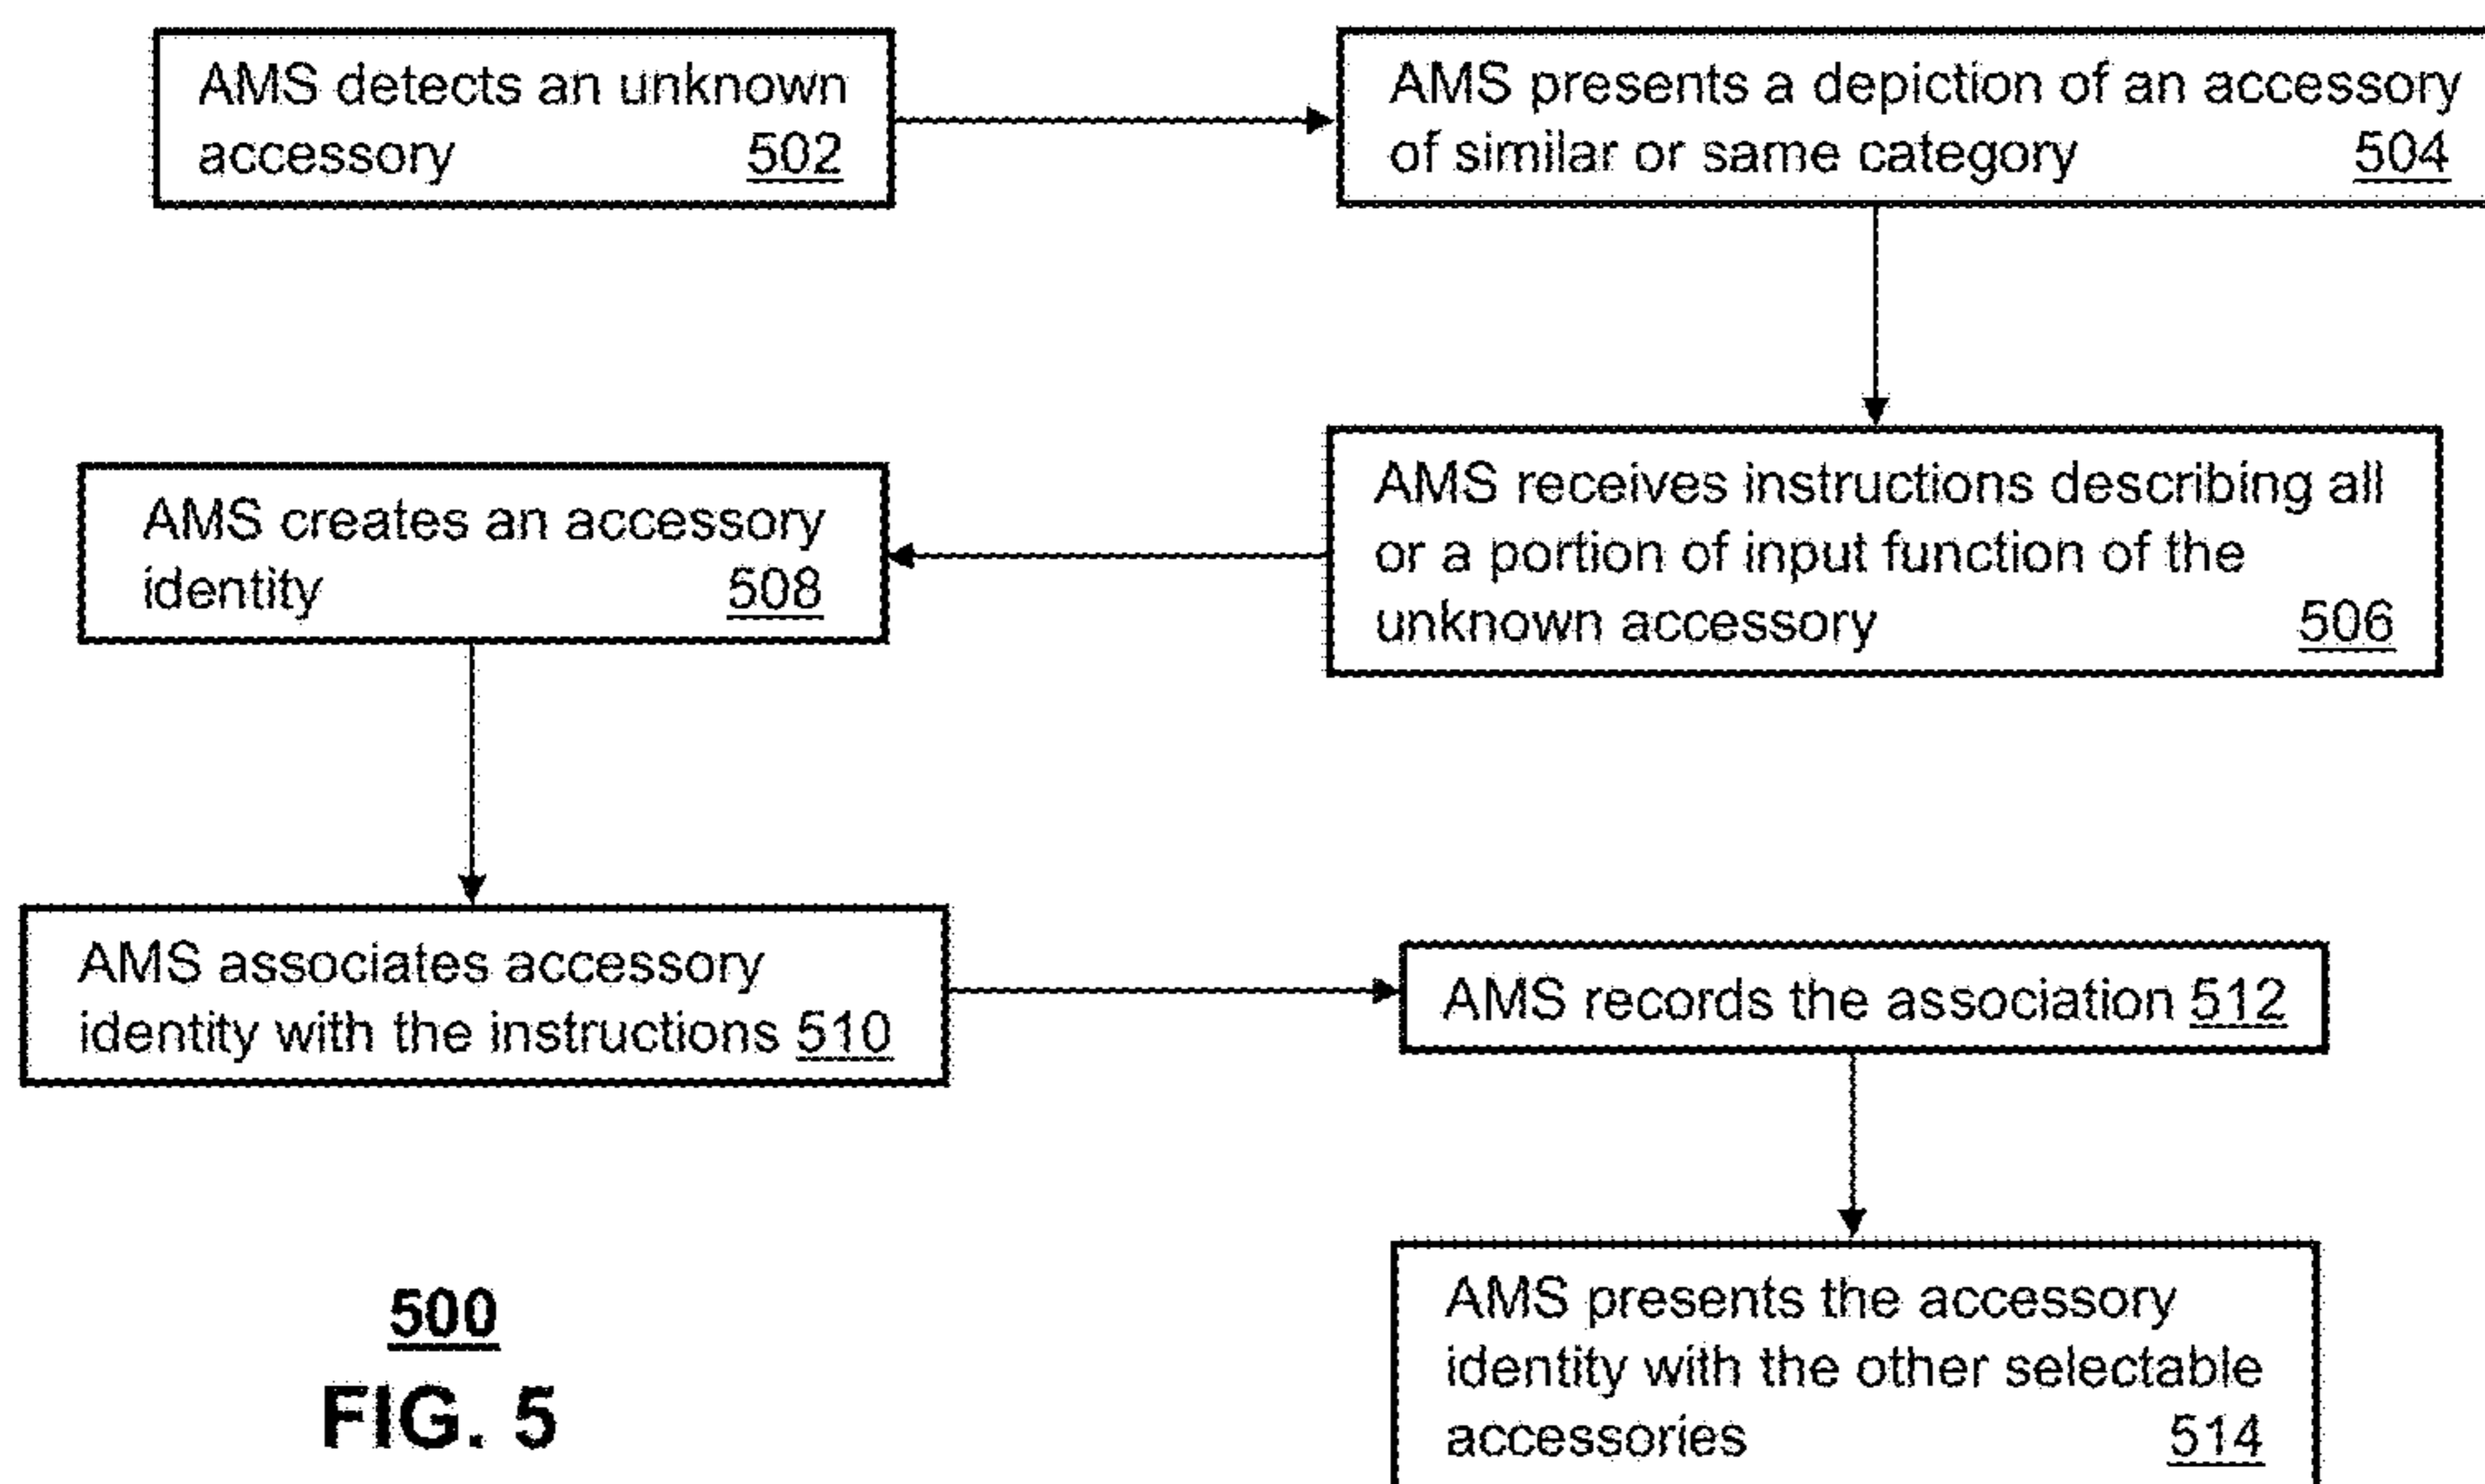 AMS detects an unknown
accessory 502
AMS presents a depiction of an accessory
of similar or same category 504
AMS receives instructions describing all
or a portion of input function of the
unknown accessory 506
AMS creates an accessory
identity 508
AMS associates accessory
identity with the instructions 510
AMS records the association 512
AMS presents the accessory
identity with the other selectable
accessories 514
500
FIG. 5